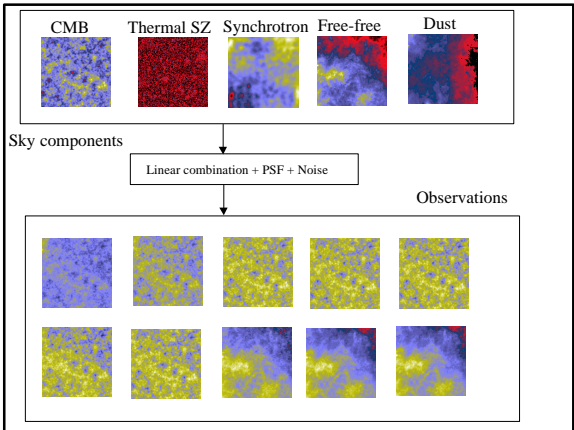 CMB Thermal SZ Synchrotron Free-free Dust
Sky components
Linear combination + PSF + Noise
Observations